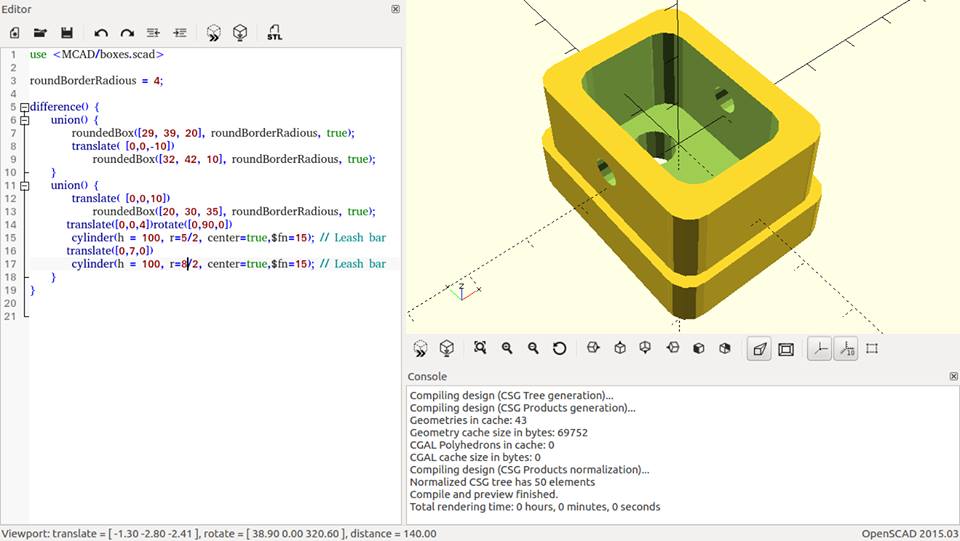 Editor
STL
1 use <MCAD/boxes.scad>
2
3 roundBorderRadious = 4;
4
5 difference() {
6 union() {
7 roundedBox([29, 39, 20], roundBorderRadious, true);
8 translate( [0,0,-10])
9 roundedBox([32, 42, 10], roundBorderRadious, true);
10 }
11 union() {
12 translate( [0,0,10])
13 roundedBox([20, 30, 35], roundBorderRadious, true);
14 translate([0,0,4])rotate([0,90,0])
15 cylinder(h = 100, r=5/2, center=true,$fn=15); // Leash bar
16 translate([0,7,0])
17 cylinder(h = 100, r=8/2, center=true,$fn=15); // Leash bar
18 }
19 }
20
21
Z
10
Console
Compiling design (CSG Tree generation)...
Compiling design (CSG Products generation)...
Geometries in cache: 43
Geometry cache size in bytes: 69752
CGAL Polyhedrons in cache: 0
CGAL cache size in bytes: 0
Compiling design (CSG Products normalization)...
Normalized CSG tree has 50 elements
Compile and preview finished.
Total rendering time: 0 hours, 0 minutes, 0 seconds
Viewport: translate = [ -1.30 -2.80 -2.41 ], rotate = [ 38.90 0.00 320.60 ], distance = 140.00
OpenSCAD 2015.03